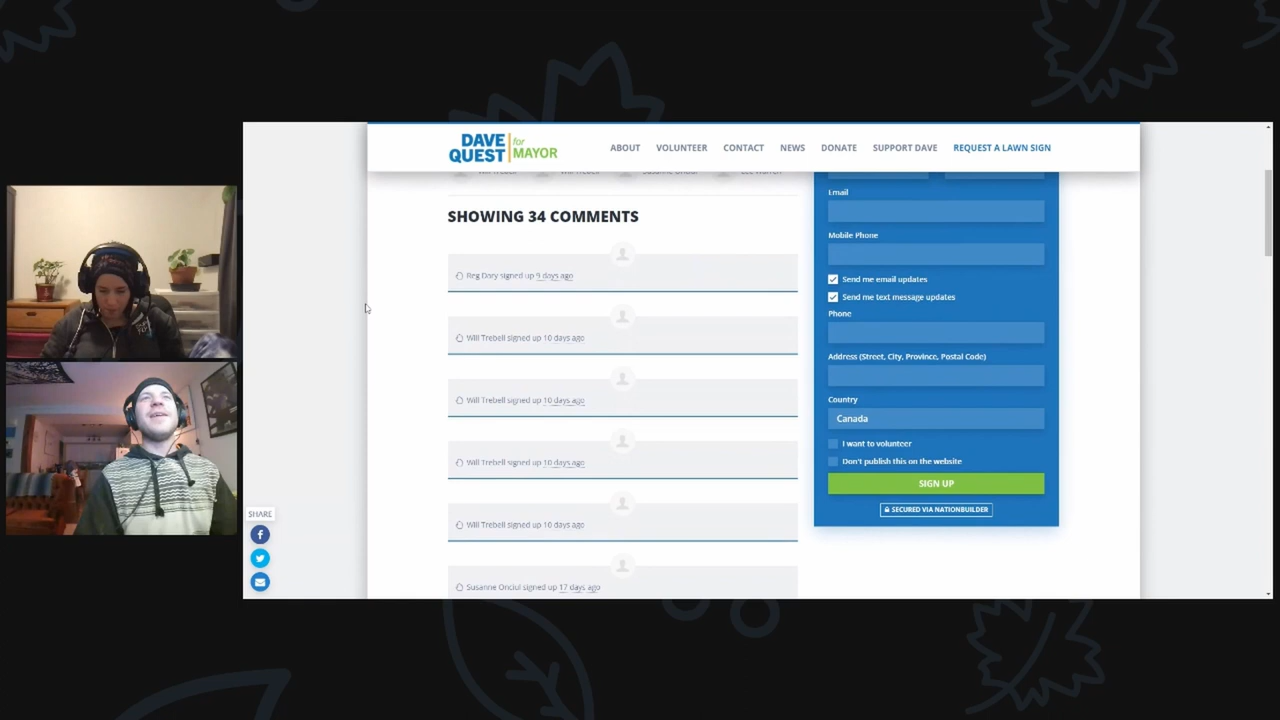 DAVE QUEST for MAYOR
ABOUT VOLUNTEER CONTACT NEWS DONATE SUPPORT DAVE REQUEST A LAWN SIGN
SHOWING 34 COMMENTS
Reg Dory signed up 9 days ago
Will Trebell signed up 10 days ago
Will Trebell signed up 10 days ago
Will Trebell signed up 10 days ago
Will Trebell signed up 10 days ago
Susanne Onciul signed up 17 days ago
Email
Mobile Phone
Send me email updates
Send me text message updates
Phone
Address (Street, City, Province, Postal Code)
Country
Canada
I want to volunteer
Don't publish this on the website
SIGN UP
SECURED VIA NATIONBUILDER
SHARE